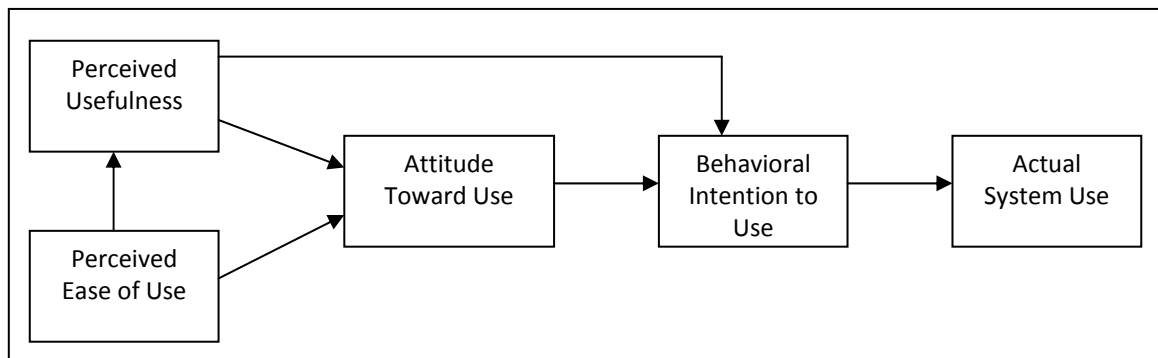 Perceived
Usefulness
Perceived
Ease of Use
Attitude
Toward Use
Behavioral
Intention to
Use
Actual
System Use